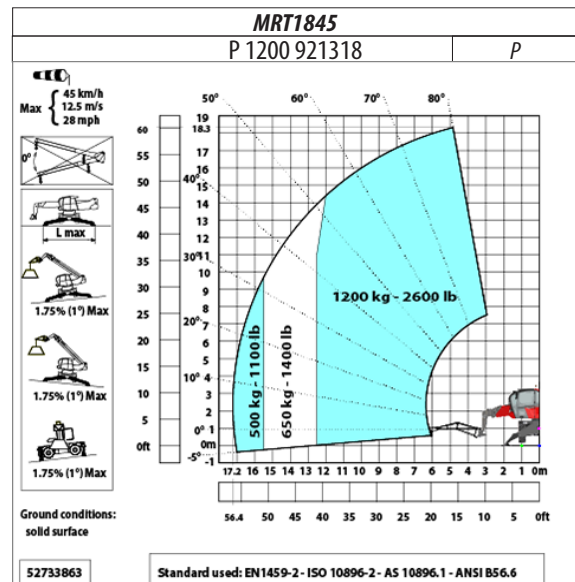 MRT1845
P 1200 921318 P
Max { 45 km/h
12.5 m/s
28 mph
0°
L max
1.75% (1°) Max
1.75% (1°) Max
1.75% (1°) Max
Ground conditions:
solid surface
52733863
50° 60° 70° 80°
40°
30°
20°
10°
0°
-5°
60
55
50
45
40
35
30
25
20
15
10
5
0ft
19
18.3
17
16
15
14
13
12
11
10
9
8
7
6
5
4
3
2
1
0m
-1
500 kg - 1100 lb
650 kg - 1400 lb
1200 kg - 2600 lb
17.2 16 15 14 13 12 11 10 9 8 7 6 5 4 3 2 1 0m
56.4 50 45 40 35 30 25 20 15 10 5 0ft
Standard used: EN1459-2 - ISO 10896-2 - AS 10896.1 - ANSI B56.6